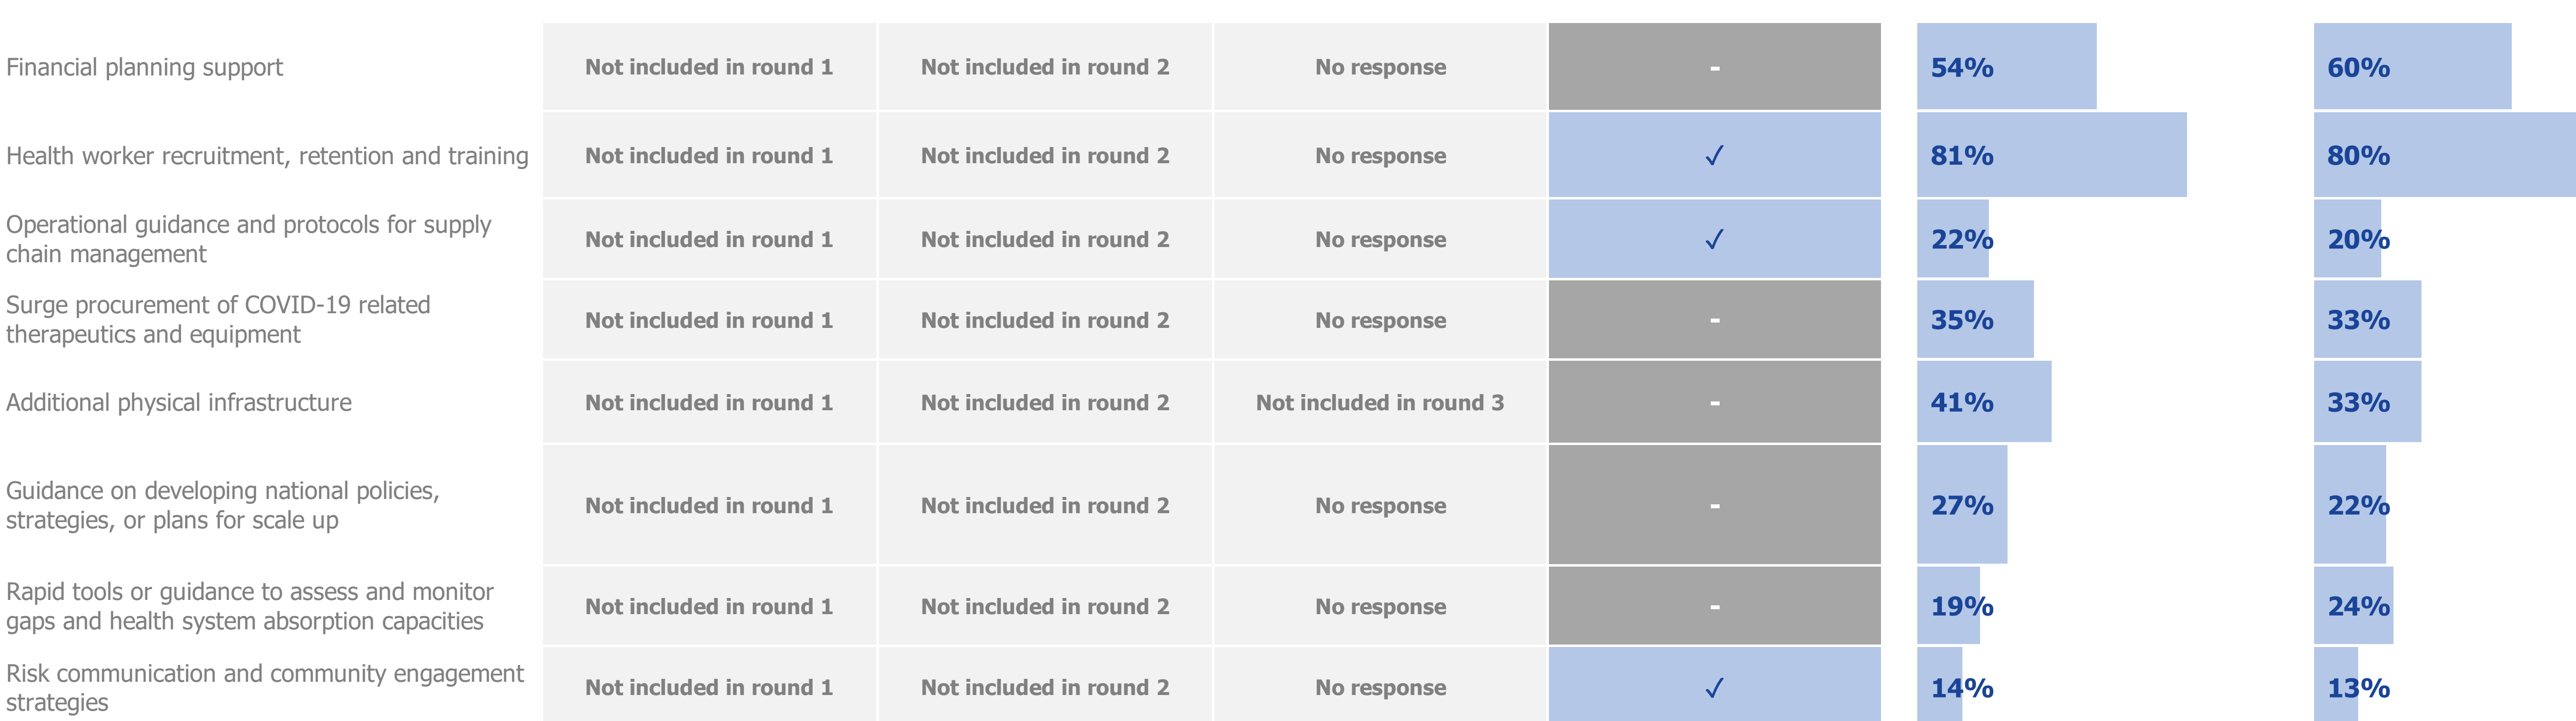 Financial planning support Not included in round 1 Not included in round 2 No response - 54% 60%
Health worker recruitment, retention and training Not included in round 1 Not included in round 2 No response ✓ 81% 80%
Operational guidance and protocols for supply
chain management Not included in round 1 Not included in round 2 No response ✓ 22% 20%
Surge procurement of COVID-19 related
therapeutics and equipment Not included in round 1 Not included in round 2 No response - 35% 33%
Additional physical infrastructure Not included in round 1 Not included in round 2 Not included in round 3 - 41% 33%
Guidance on developing national policies,
strategies, or plans for scale up Not included in round 1 Not included in round 2 No response - 27% 22%
Rapid tools or guidance to assess and monitor
gaps and health system absorption capacities Not included in round 1 Not included in round 2 No response - 19% 24%
Risk communication and community engagement
strategies Not included in round 1 Not included in round 2 No response ✓ 14% 13%